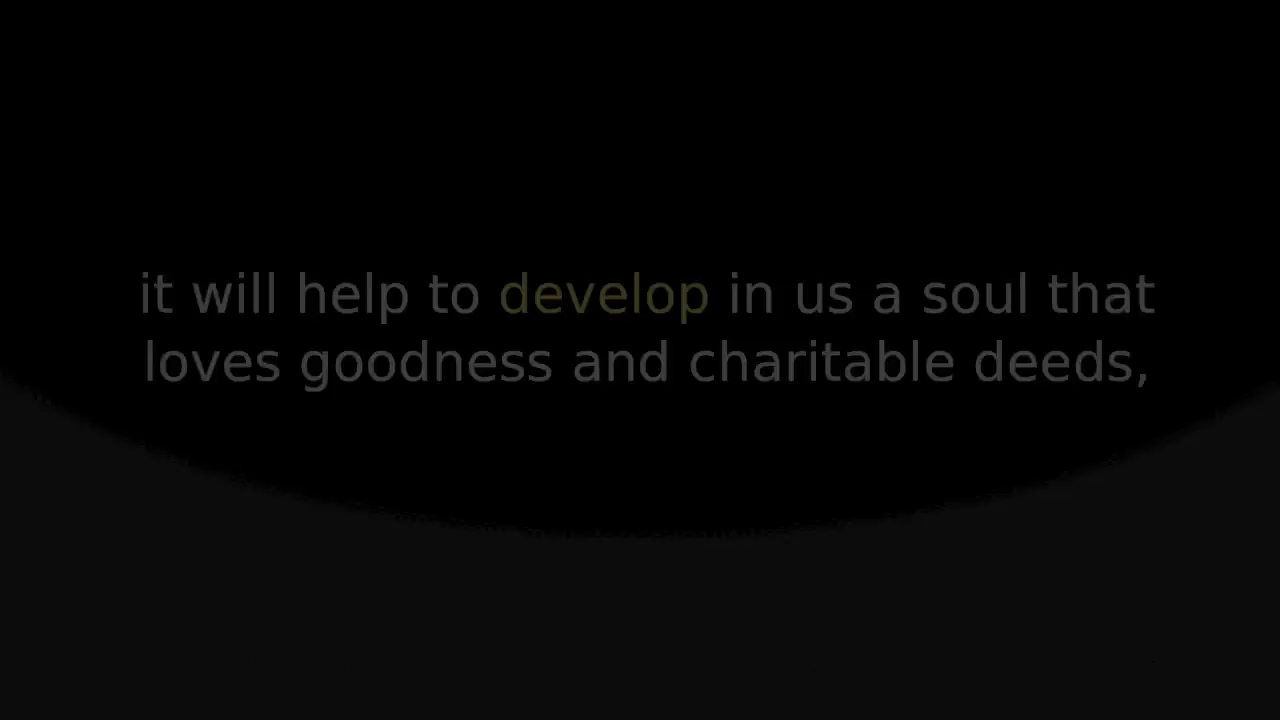 it will help to develop in us a soul that
loves goodness and charitable deeds,